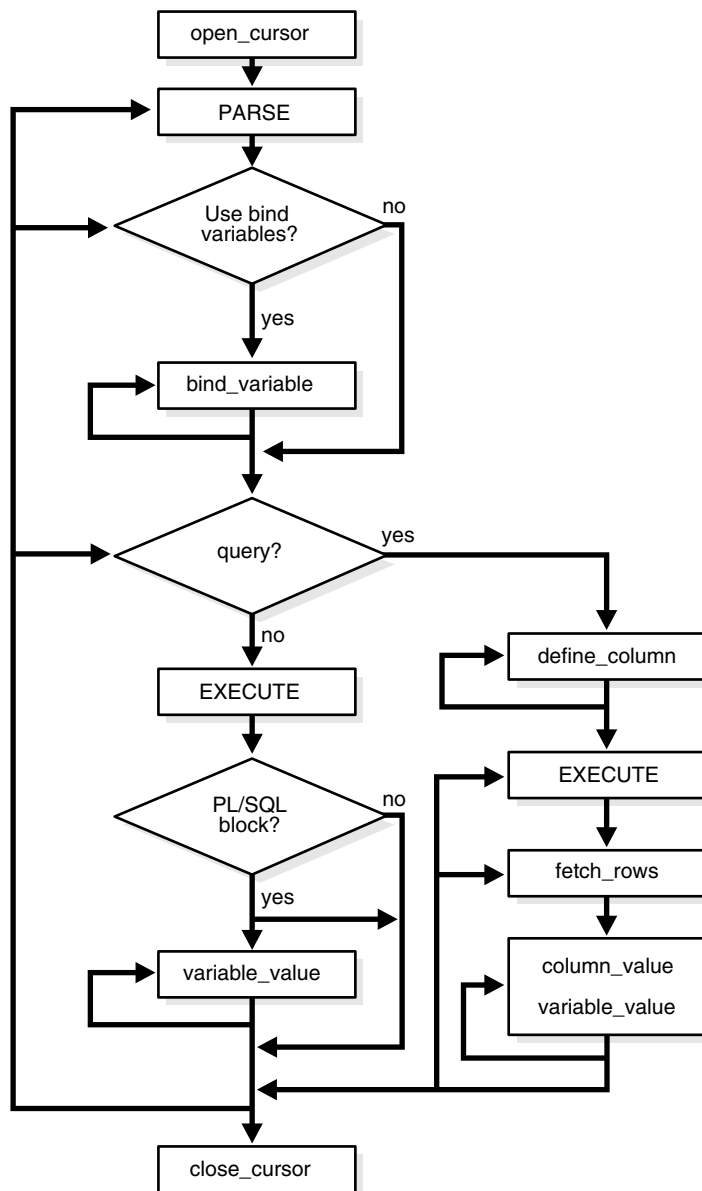 open_cursor
PARSE
Use bind
variables?
no
yes
bind_variable
query?
yes
no
define_column
EXECUTE
EXECUTE
PL/SQL
block?
no
yes
fetch_rows
variable_value
column_value
variable_value
close_cursor